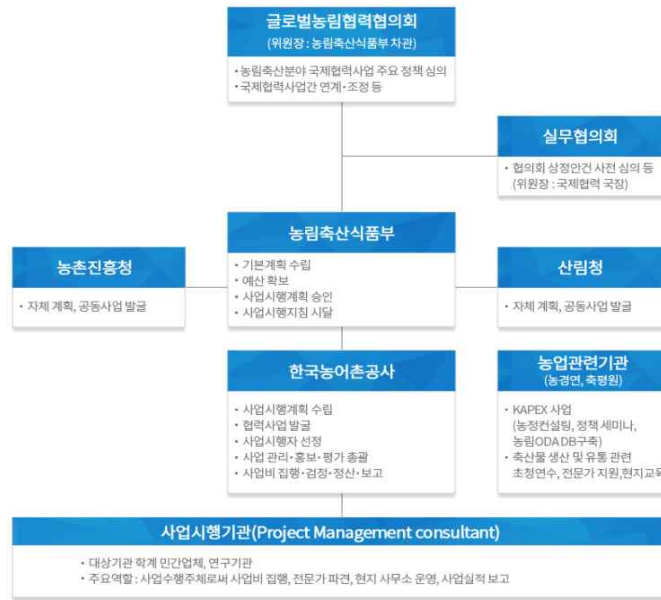 글로벌농림협력협의회
(위원장 : 농림축산식품부 차관)
• 농림축산분야 국제협력사업 주요 정책 심의
• 국제협력사업간 연계•조정 등
실무협의회
• 협의회 상정안건 사전 심의 등
(위원장 : 국제협력 국장)
농림축산식품부
• 기본계획 수립
• 예산 확보
• 사업시행계획 승인
• 사업시행지침 시달
농촌진흥청
• 자체 계획, 공동사업 발굴
산림청
• 자체 계획, 공동사업 발굴
한국농어촌공사
• 사업시행계획 수립
• 협력사업 발굴
• 사업시행자 선정
• 사업 관리•홍보•평가 총괄
• 사업비 집행•검정•정산•보고
농업관련기관
(농경연, 축평원)
• KAPEX 사업
(농정컨설팅, 정책 세미나,
농림ODA DB구축)
• 축산물 생산 및 유통 관련
초청연수, 전문가 지원,현지교육
사업시행기관(Project Management consultant)
• 대상기관 학계 민간업체, 연구기관
• 주요역할 : 사업수행주체로써 사업비 집행, 전문가 파견, 현지 사무소 운영, 사업실적 보고